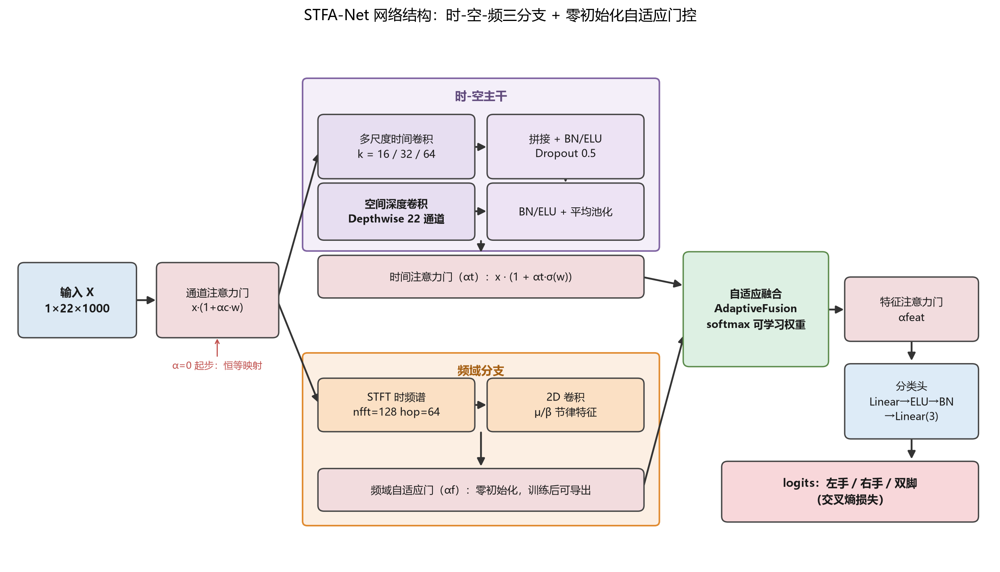 STFA-Net 网络结构：时-空-频三分支 + 零初始化自适应门控
时-空主干
多尺度时间卷积
k = 16 / 32 / 64
拼接 + BN/ELU
Dropout 0.5
空间深度卷积
Depthwise 22 通道
BN/ELU + 平均池化
时间注意力门（αt）：x · (1 + αt·σ(w))
输入 X
1×22×1000
通道注意力门
x·(1+αc·w)
α=0 起步：恒等映射
频域分支
STFT 时频谱
nfft=128 hop=64
2D 卷积
μ/β 节律特征
频域自适应门（αf）：零初始化，训练后可导出
自适应融合
AdaptiveFusion
softmax 可学习权重
特征注意力门
αfeat
分类头
Linear→ELU→BN
→Linear(3)
logits：左手 / 右手 / 双脚
（交叉熵损失）